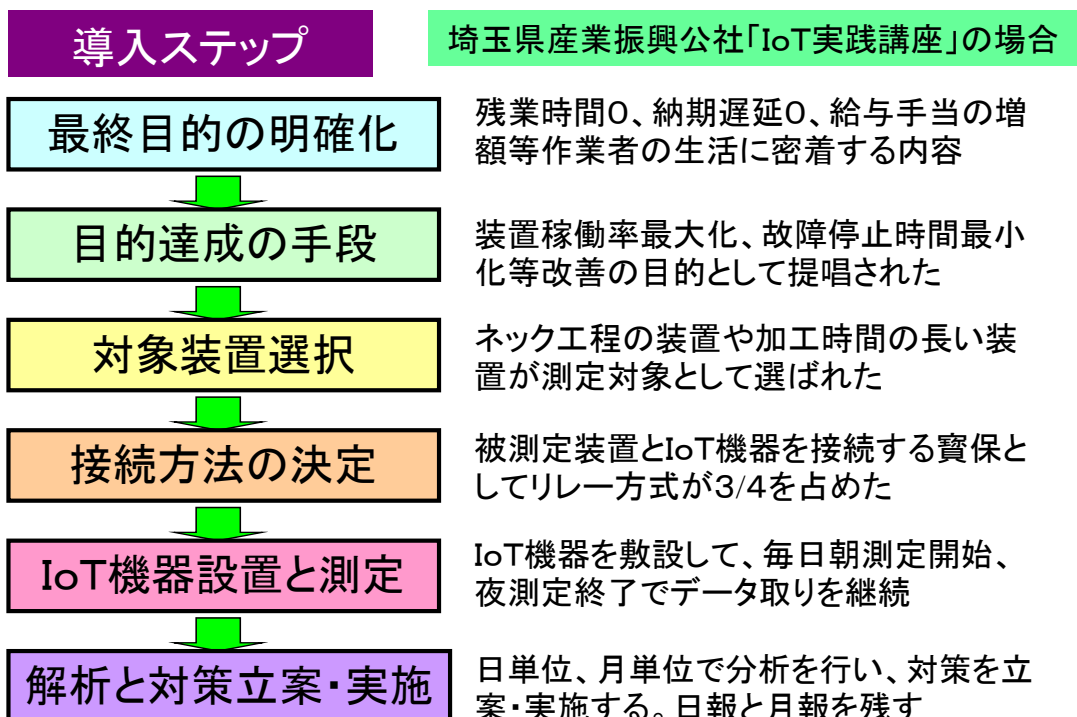 導入ステップ
埼玉県産業振興公社「IoT実践講座」の場合
最終目的の明確化
残業時間0、納期遅延0、給与手当の増
額等作業者の生活に密着する内容
目的達成の手段
装置稼働率最大化、故障停止時間最小
化等改善の目的として提唱された
対象装置選択
ネック工程の装置や加工時間の長い装
置が測定対象として選ばれた
接続方法の決定
被測定装置とIoT機器を接続する寳保と
してリレー方式が3/4を占めた
IoT機器設置と測定
IoT機器を敷設して、毎日朝測定開始、
夜測定終了でデータ取りを継続
解析と対策立案・実施
日単位、月単位で分析を行い、対策を立
案・実施する。日報と月報を残す